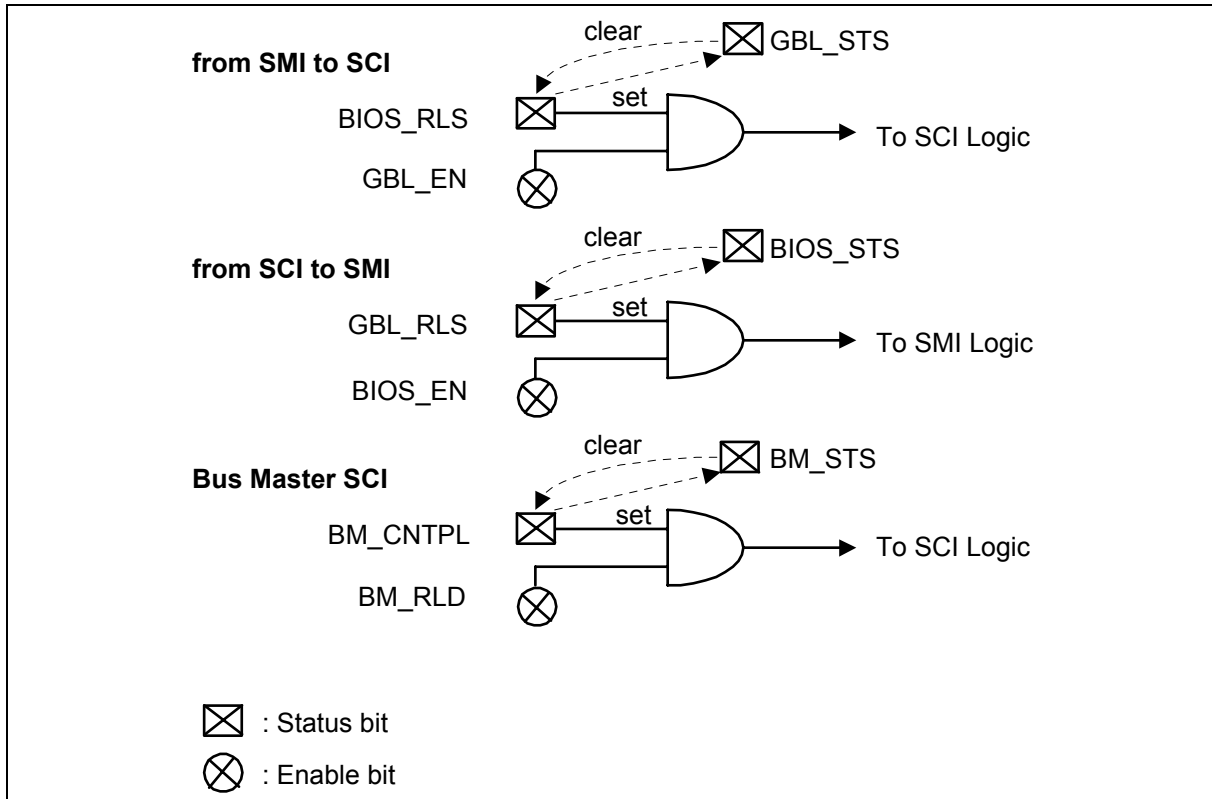 clear
GBL_STS
from SMI to SCI
BIOS_RLS
set
To SCI Logic
GBL_EN
clear
BIOS_STS
from SCI to SMI
GBL_RLS
set
To SMI Logic
BIOS_EN
clear
BM_STS
Bus Master SCI
BM_CNTPL
set
To SCI Logic
BM_RLD
: Status bit
: Enable bit